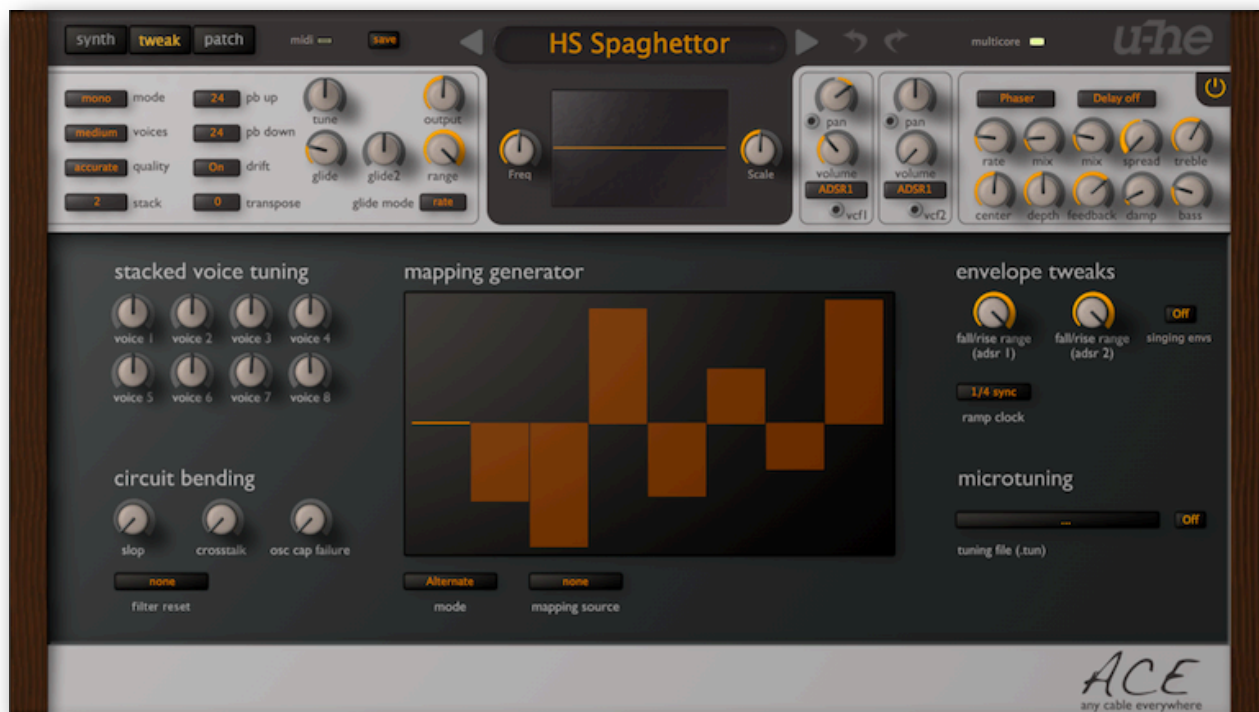 synth tweak patch midi save HS Spaghettor multicore u-he
mono mode 24 pb up tune output
medium voices 24 pb down
accurate quality On drift glide glide2 range
2 stack 0 transpose glide mode rate
Freq Scale
pan pan
volume volume
ADSR1 ADSR1
vcf1 vcf2
Phaser Delay off
rate mix mix spread treble
center depth feedback damp bass
stacked voice tuning
voice 1 voice 2 voice 3 voice 4
voice 5 voice 6 voice 7 voice 8
circuit bending
slop crosstalk osc cap failure
none
filter reset
mapping generator
Alternate none
mode mapping source
envelope tweaks
fall/rise range fall/rise range Off
(adsr 1) (adsr 2) singing envs
1/4 sync
ramp clock
microtuning
... Off
tuning file (.tun)
ACE
any cable everywhere